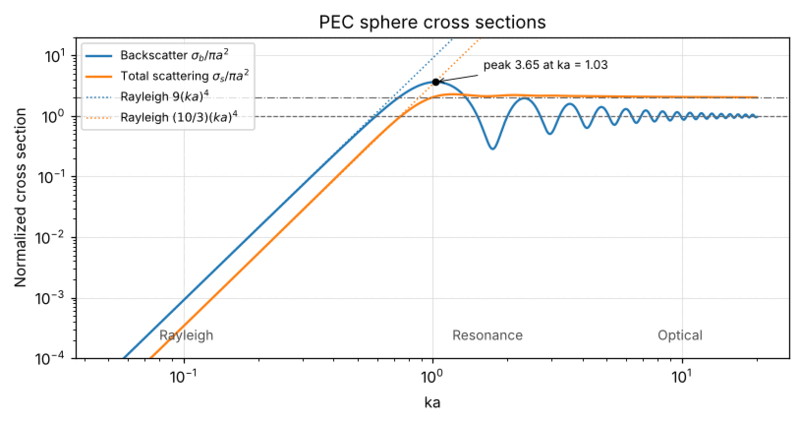 PEC sphere cross sections
Backscatter σ_b/πa²
Total scattering σ_s/πa²
Rayleigh 9(ka)⁴
Rayleigh (10/3)(ka)⁴
peak 3.65 at ka = 1.03
Normalized cross section
10¹
10⁰
10⁻¹
10⁻²
10⁻³
10⁻⁴
Rayleigh
Resonance
Optical
10⁻¹
10⁰
10¹
ka